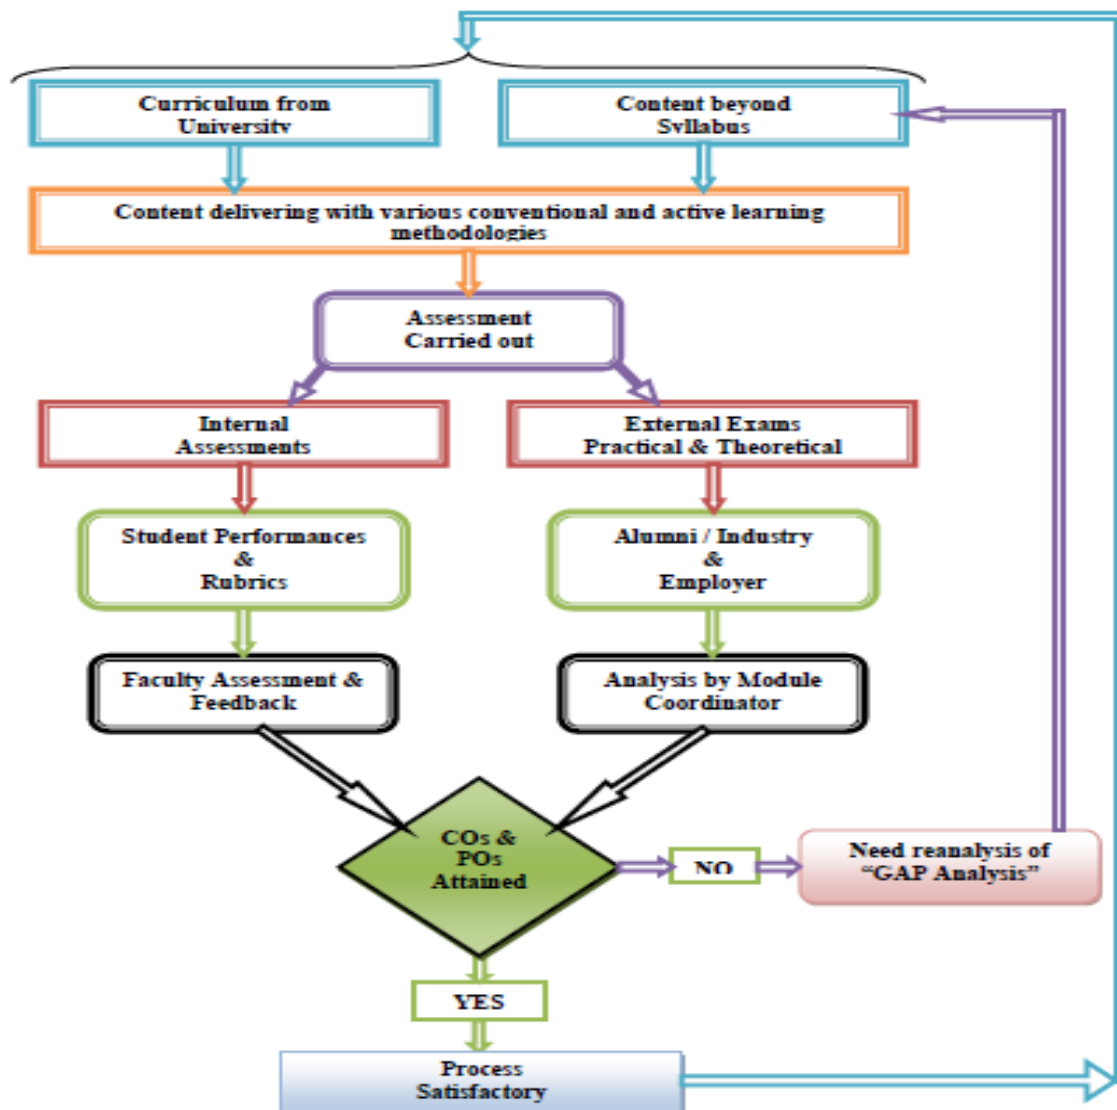 Curriculum from
University
Content beyond
Syllabus
Content delivering with various conventional and active learning
methodologies
Assessment
Carried out
Internal
Assessments
External Exams
Practical & Theoretical
Student Performances
&
Rubrics
Alumni / Industry
&
Employer
Faculty Assessment &
Feedback
Analysis by Module
Coordinator
COs &
POs
Attained
NO
Need reanalysis of
“GAP Analysis”
YES
Process
Satisfactory